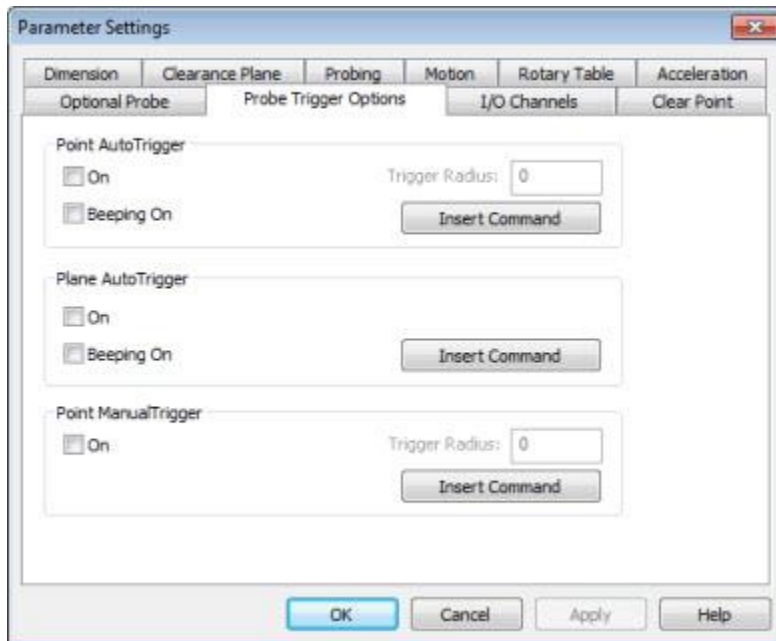 Parameter Settings
Dimension Clearance Plane Probing Motion Rotary Table Acceleration
Optional Probe Probe Trigger Options I/O Channels Clear Point
Point AutoTrigger
On Trigger Radius: 0
Beeping On Insert Command
Plane AutoTrigger
On
Beeping On Insert Command
Point ManualTrigger
On Trigger Radius: 0
Insert Command
OK Cancel Apply Help